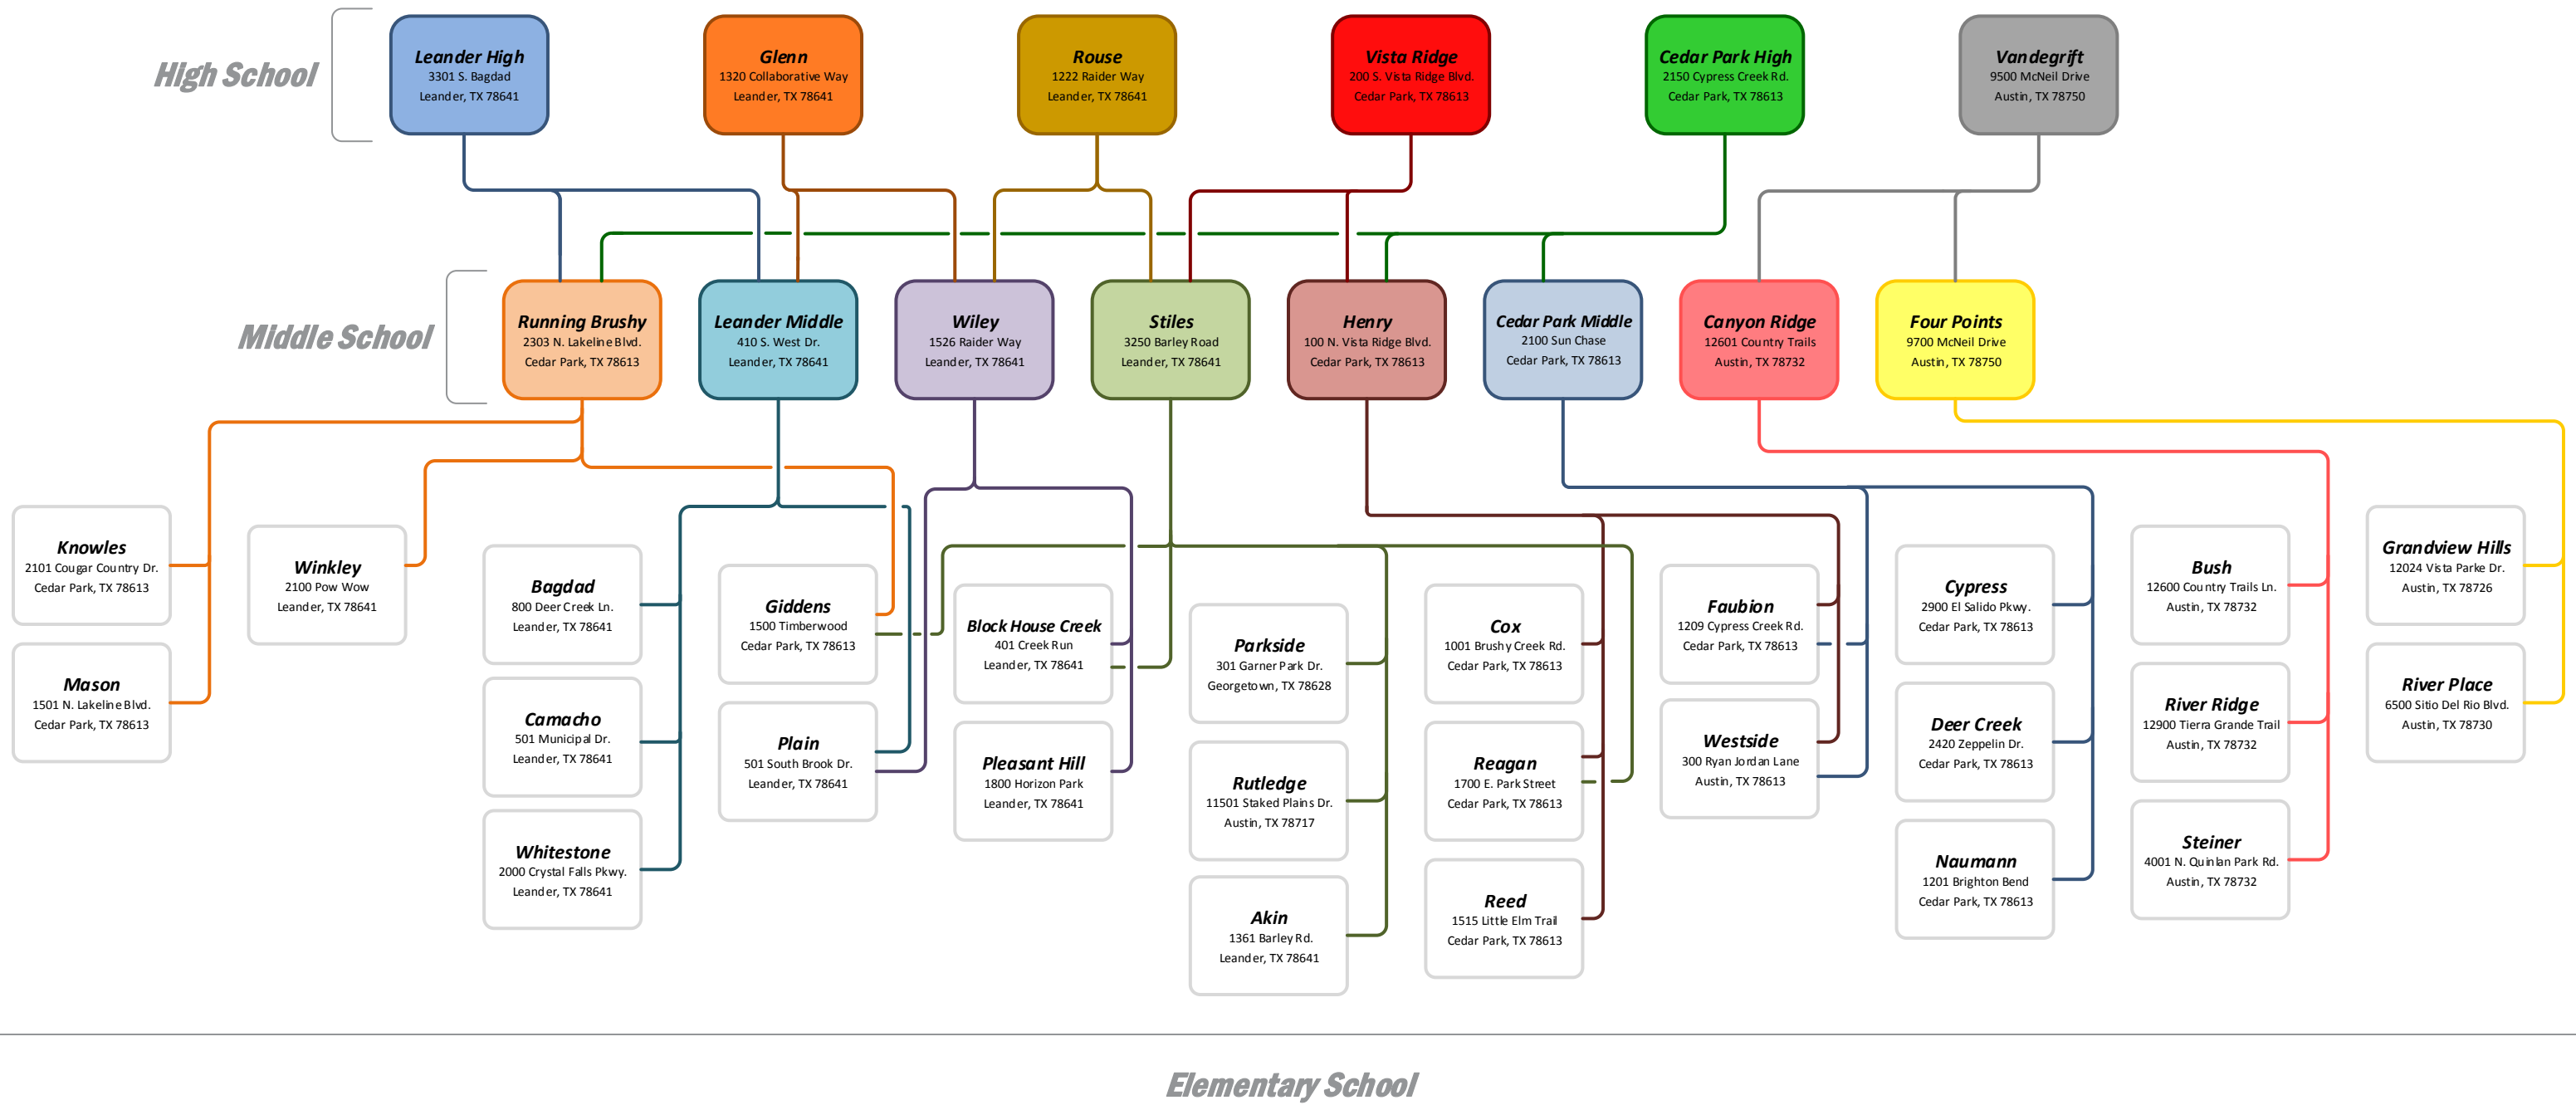 High School
Leander High
3301 S. Bagdad
Leander, TX 78641
Glenn
1320 Collaborative Way
Leander, TX 78641
Rouse
1222 Raider Way
Leander, TX 78641
Vista Ridge
200 S. Vista Ridge Blvd.
Cedar Park, TX 78613
Cedar Park High
2150 Cypress Creek Rd.
Cedar Park, TX 78613
Vandegrift
9500 McNeil Drive
Austin, TX 78750
Middle School
Running Brushy
2303 N. Lakeline Blvd.
Cedar Park, TX 78613
Leander Middle
410 S. West Dr.
Leander, TX 78641
Wiley
1526 Raider Way
Leander, TX 78641
Stiles
3250 Barley Road
Leander, TX 78641
Henry
100 N. Vista Ridge Blvd.
Cedar Park, TX 78613
Cedar Park Middle
2100 Sun Chase
Cedar Park, TX 78613
Canyon Ridge
12601 Country Trails
Austin, TX 78732
Four Points
9700 McNeil Drive
Austin, TX 78750
Knowles
2101 Cougar Country Dr.
Cedar Park, TX 78613
Mason
1501 N. Lakeline Blvd.
Cedar Park, TX 78613
Winkley
2100 Pow Wow
Leander, TX 78641
Bagdad
800 Deer Creek Ln.
Leander, TX 78641
Camacho
501 Municipal Dr.
Leander, TX 78641
Whitestone
2000 Crystal Falls Pkwy.
Leander, TX 78641
Giddens
1500 Timberwood
Cedar Park, TX 78613
Plain
501 South Brook Dr.
Leander, TX 78641
Block House Creek
401 Creek Run
Leander, TX 78641
Pleasant Hill
1800 Horizon Park
Leander, TX 78641
Parkside
301 Garner Park Dr.
Georgetown, TX 78628
Rutledge
11501 Staked Plains Dr.
Austin, TX 78717
Akin
1361 Barley Rd.
Leander, TX 78641
Cox
1001 Brushy Creek Rd.
Cedar Park, TX 78613
Reagan
1700 E. Park Street
Cedar Park, TX 78613
Reed
1515 Little Elm Trail
Cedar Park, TX 78613
Faubion
1209 Cypress Creek Rd.
Cedar Park, TX 78613
Westside
300 Ryan Jordan Lane
Austin, TX 78613
Cypress
2900 El Salido Pkwy.
Cedar Park, TX 78613
Deer Creek
2420 Zeppelin Dr.
Cedar Park, TX 78613
Naumann
1201 Brighton Bend
Cedar Park, TX 78613
Bush
12600 Country Trails Ln.
Austin, TX 78732
River Ridge
12900 Tierra Grande Trail
Austin, TX 78732
Steiner
4001 N. Quinlan Park Rd.
Austin, TX 78732
Grandview Hills
12024 Vista Parke Dr.
Austin, TX 78726
River Place
6500 Sitio Del Rio Blvd.
Austin, TX 78730
Elementary School